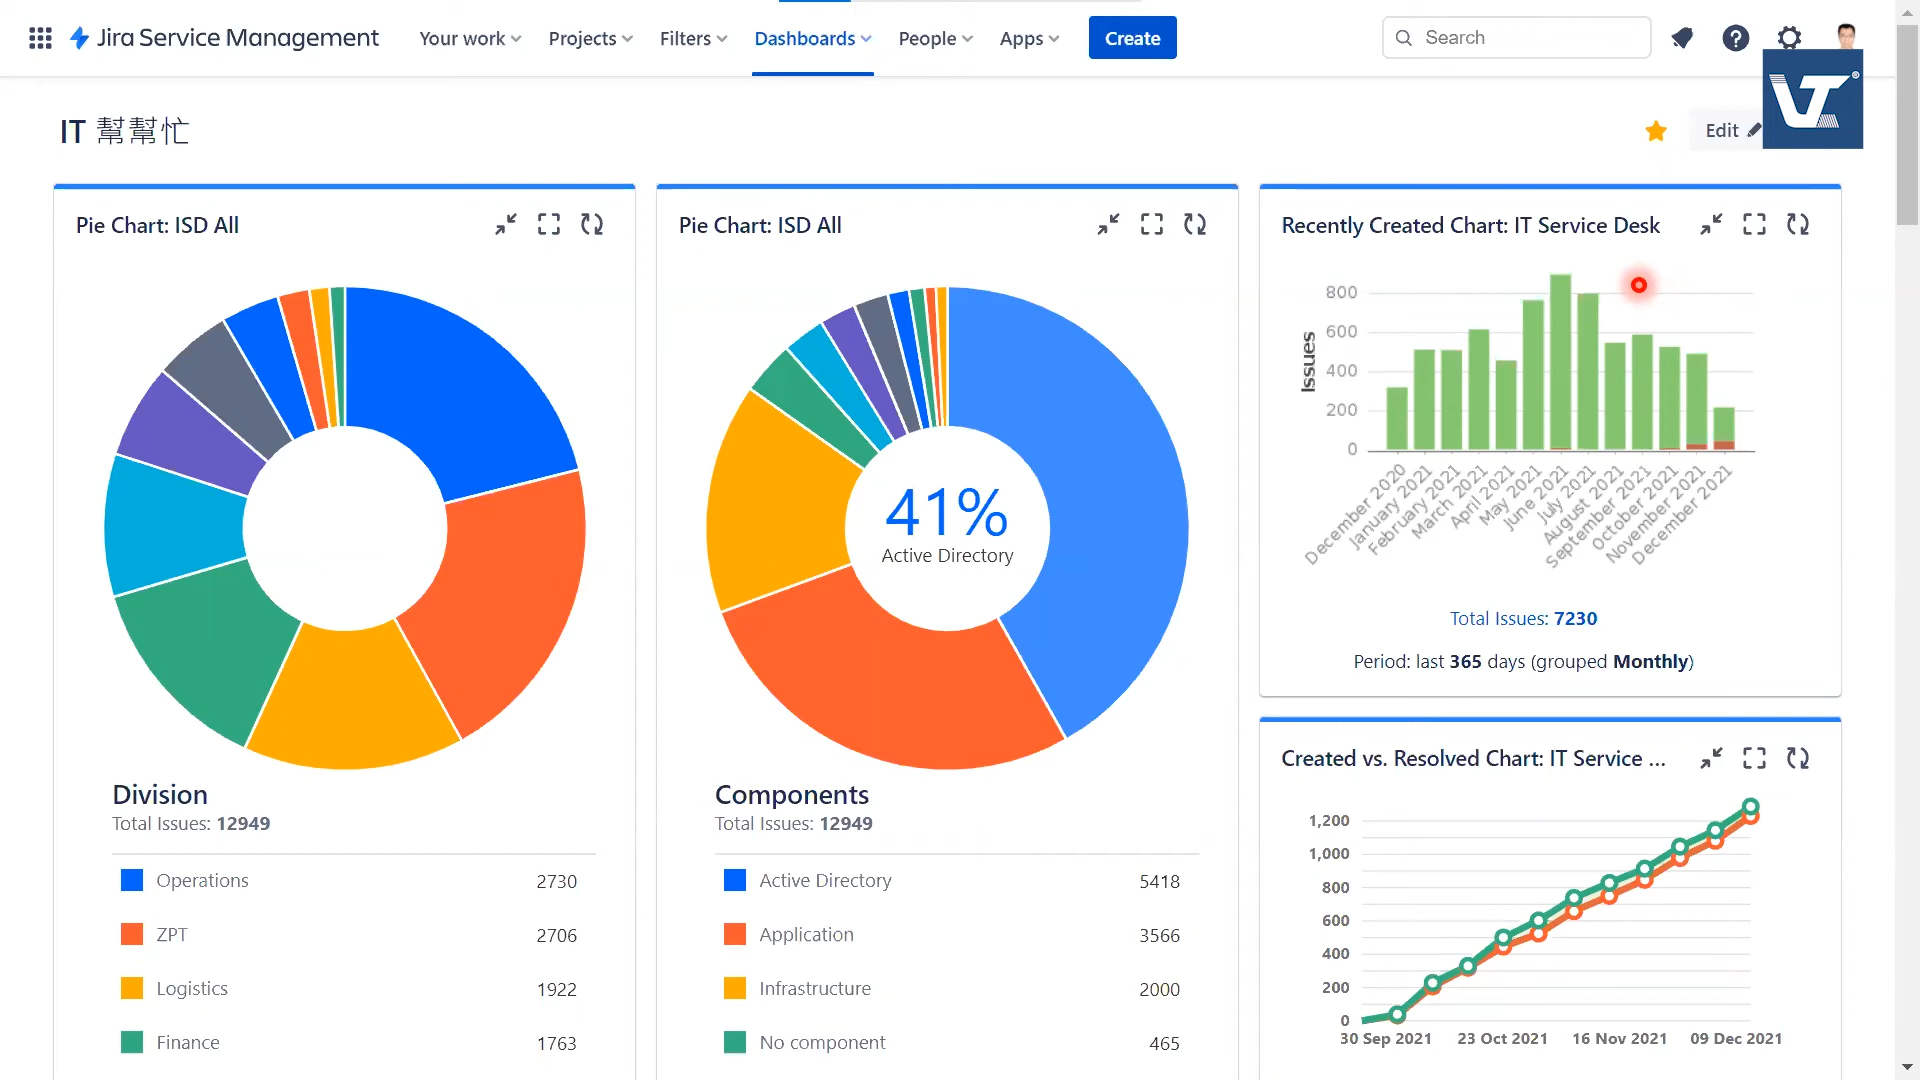 Jira Service Management
Your work
Projects
Filters
Dashboards
People
Apps
Create
Search
IT 幫幫忙
Edit
VT®
Pie Chart: ISD All
Division
Total Issues: 12949
Operations 2730
ZPT 2706
Logistics 1922
Finance 1763
Pie Chart: ISD All
41%
Active Directory
Components
Total Issues: 12949
Active Directory 5418
Application 3566
Infrastructure 2000
No component 465
Recently Created Chart: IT Service Desk
Issues
800
600
400
200
0
December 2020
January 2021
February 2021
March 2021
April 2021
May 2021
June 2021
July 2021
August 2021
September 2021
October 2021
November 2021
December 2021
Total Issues: 7230
Period: last 365 days (grouped Monthly)
Created vs. Resolved Chart: IT Service ...
1,200
1,000
800
600
400
200
0
30 Sep 2021 23 Oct 2021 16 Nov 2021 09 Dec 2021